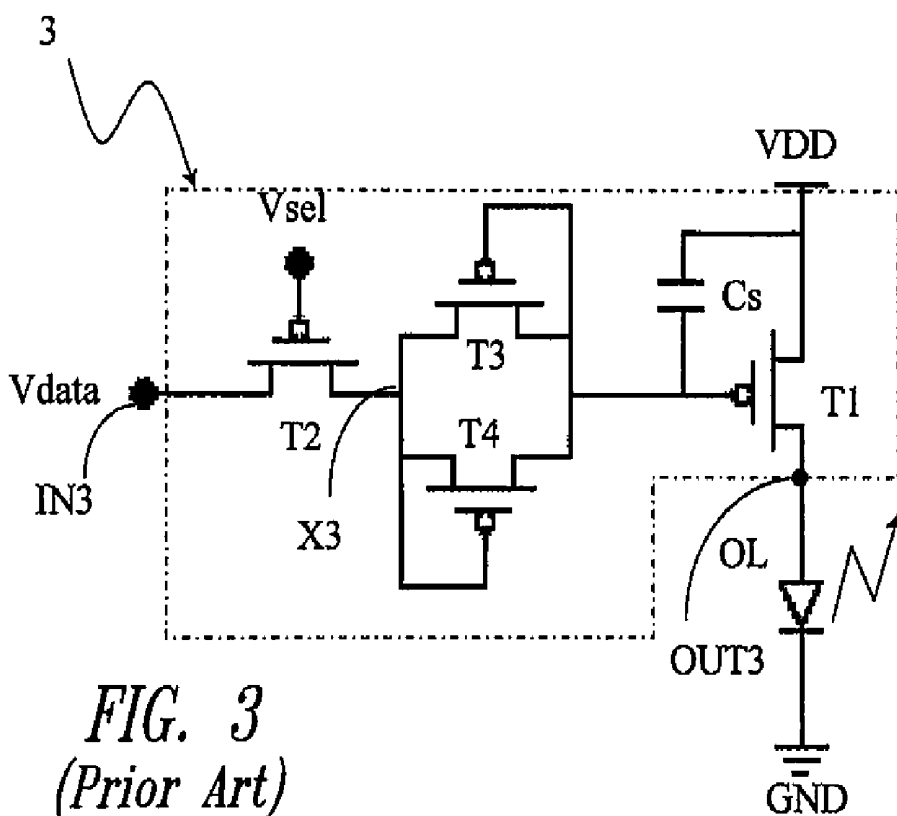 3
VDD
Vsel
Cs
T3
Vdata
T1
T2
T4
IN3
X3
OL
OUT3
FIG. 3
(Prior Art)
GND